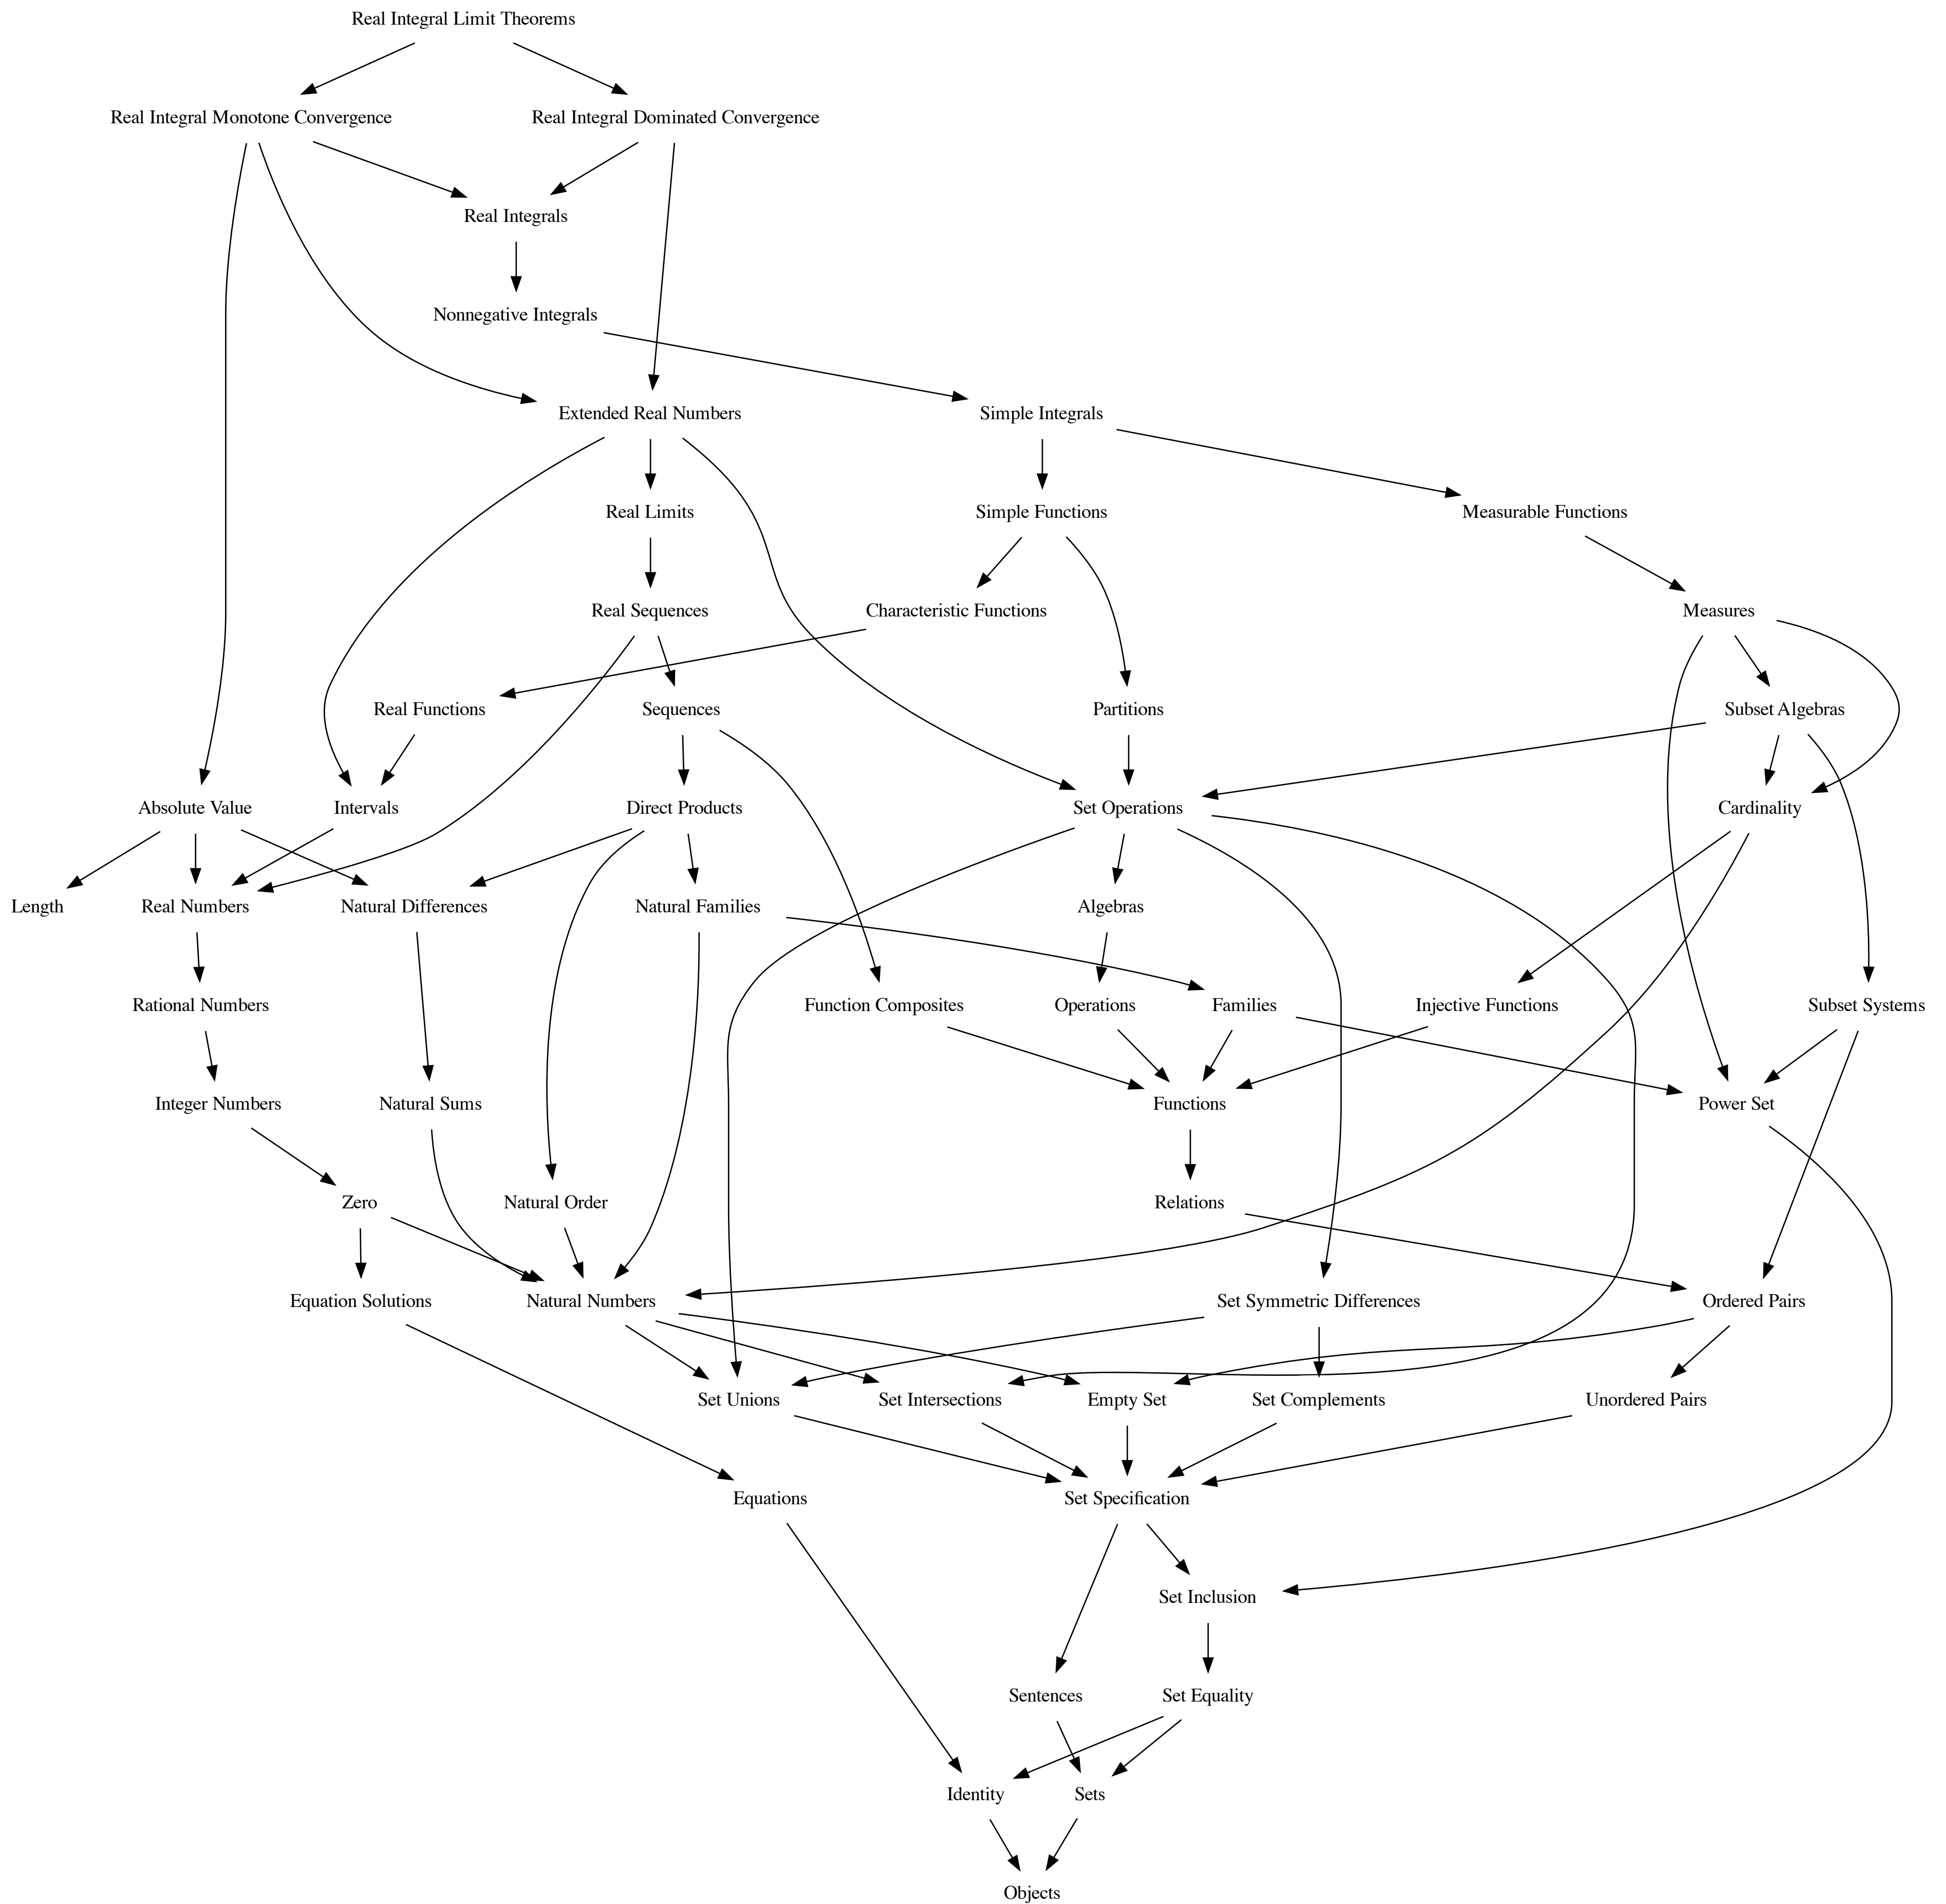 Real Integral Limit Theorems
Real Integral Monotone Convergence
Real Integral Dominated Convergence
Real Integrals
Nonnegative Integrals
Extended Real Numbers
Simple Integrals
Real Limits
Simple Functions
Measurable Functions
Real Sequences
Characteristic Functions
Measures
Real Functions
Sequences
Partitions
Subset Algebras
Absolute Value
Intervals
Direct Products
Set Operations
Cardinality
Length
Real Numbers
Natural Differences
Natural Families
Algebras
Rational Numbers
Function Composites
Operations
Families
Injective Functions
Subset Systems
Integer Numbers
Natural Sums
Functions
Power Set
Zero
Natural Order
Relations
Equation Solutions
Natural Numbers
Set Symmetric Differences
Ordered Pairs
Set Unions
Set Intersections
Empty Set
Set Complements
Unordered Pairs
Equations
Set Specification
Set Inclusion
Sentences
Set Equality
Identity
Sets
Objects